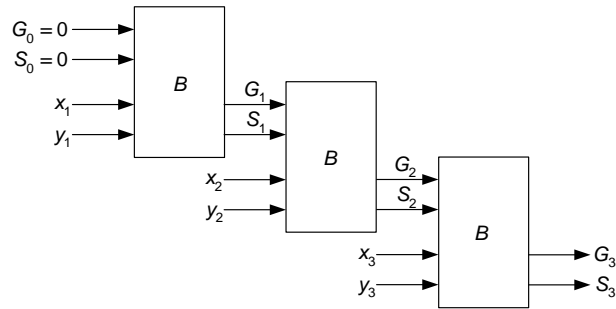 G₀ = 0
S₀ = 0
B
x₁
y₁
G₁
S₁
B
x₂
y₂
G₂
S₂
B
x₃
y₃
G₃
S₃